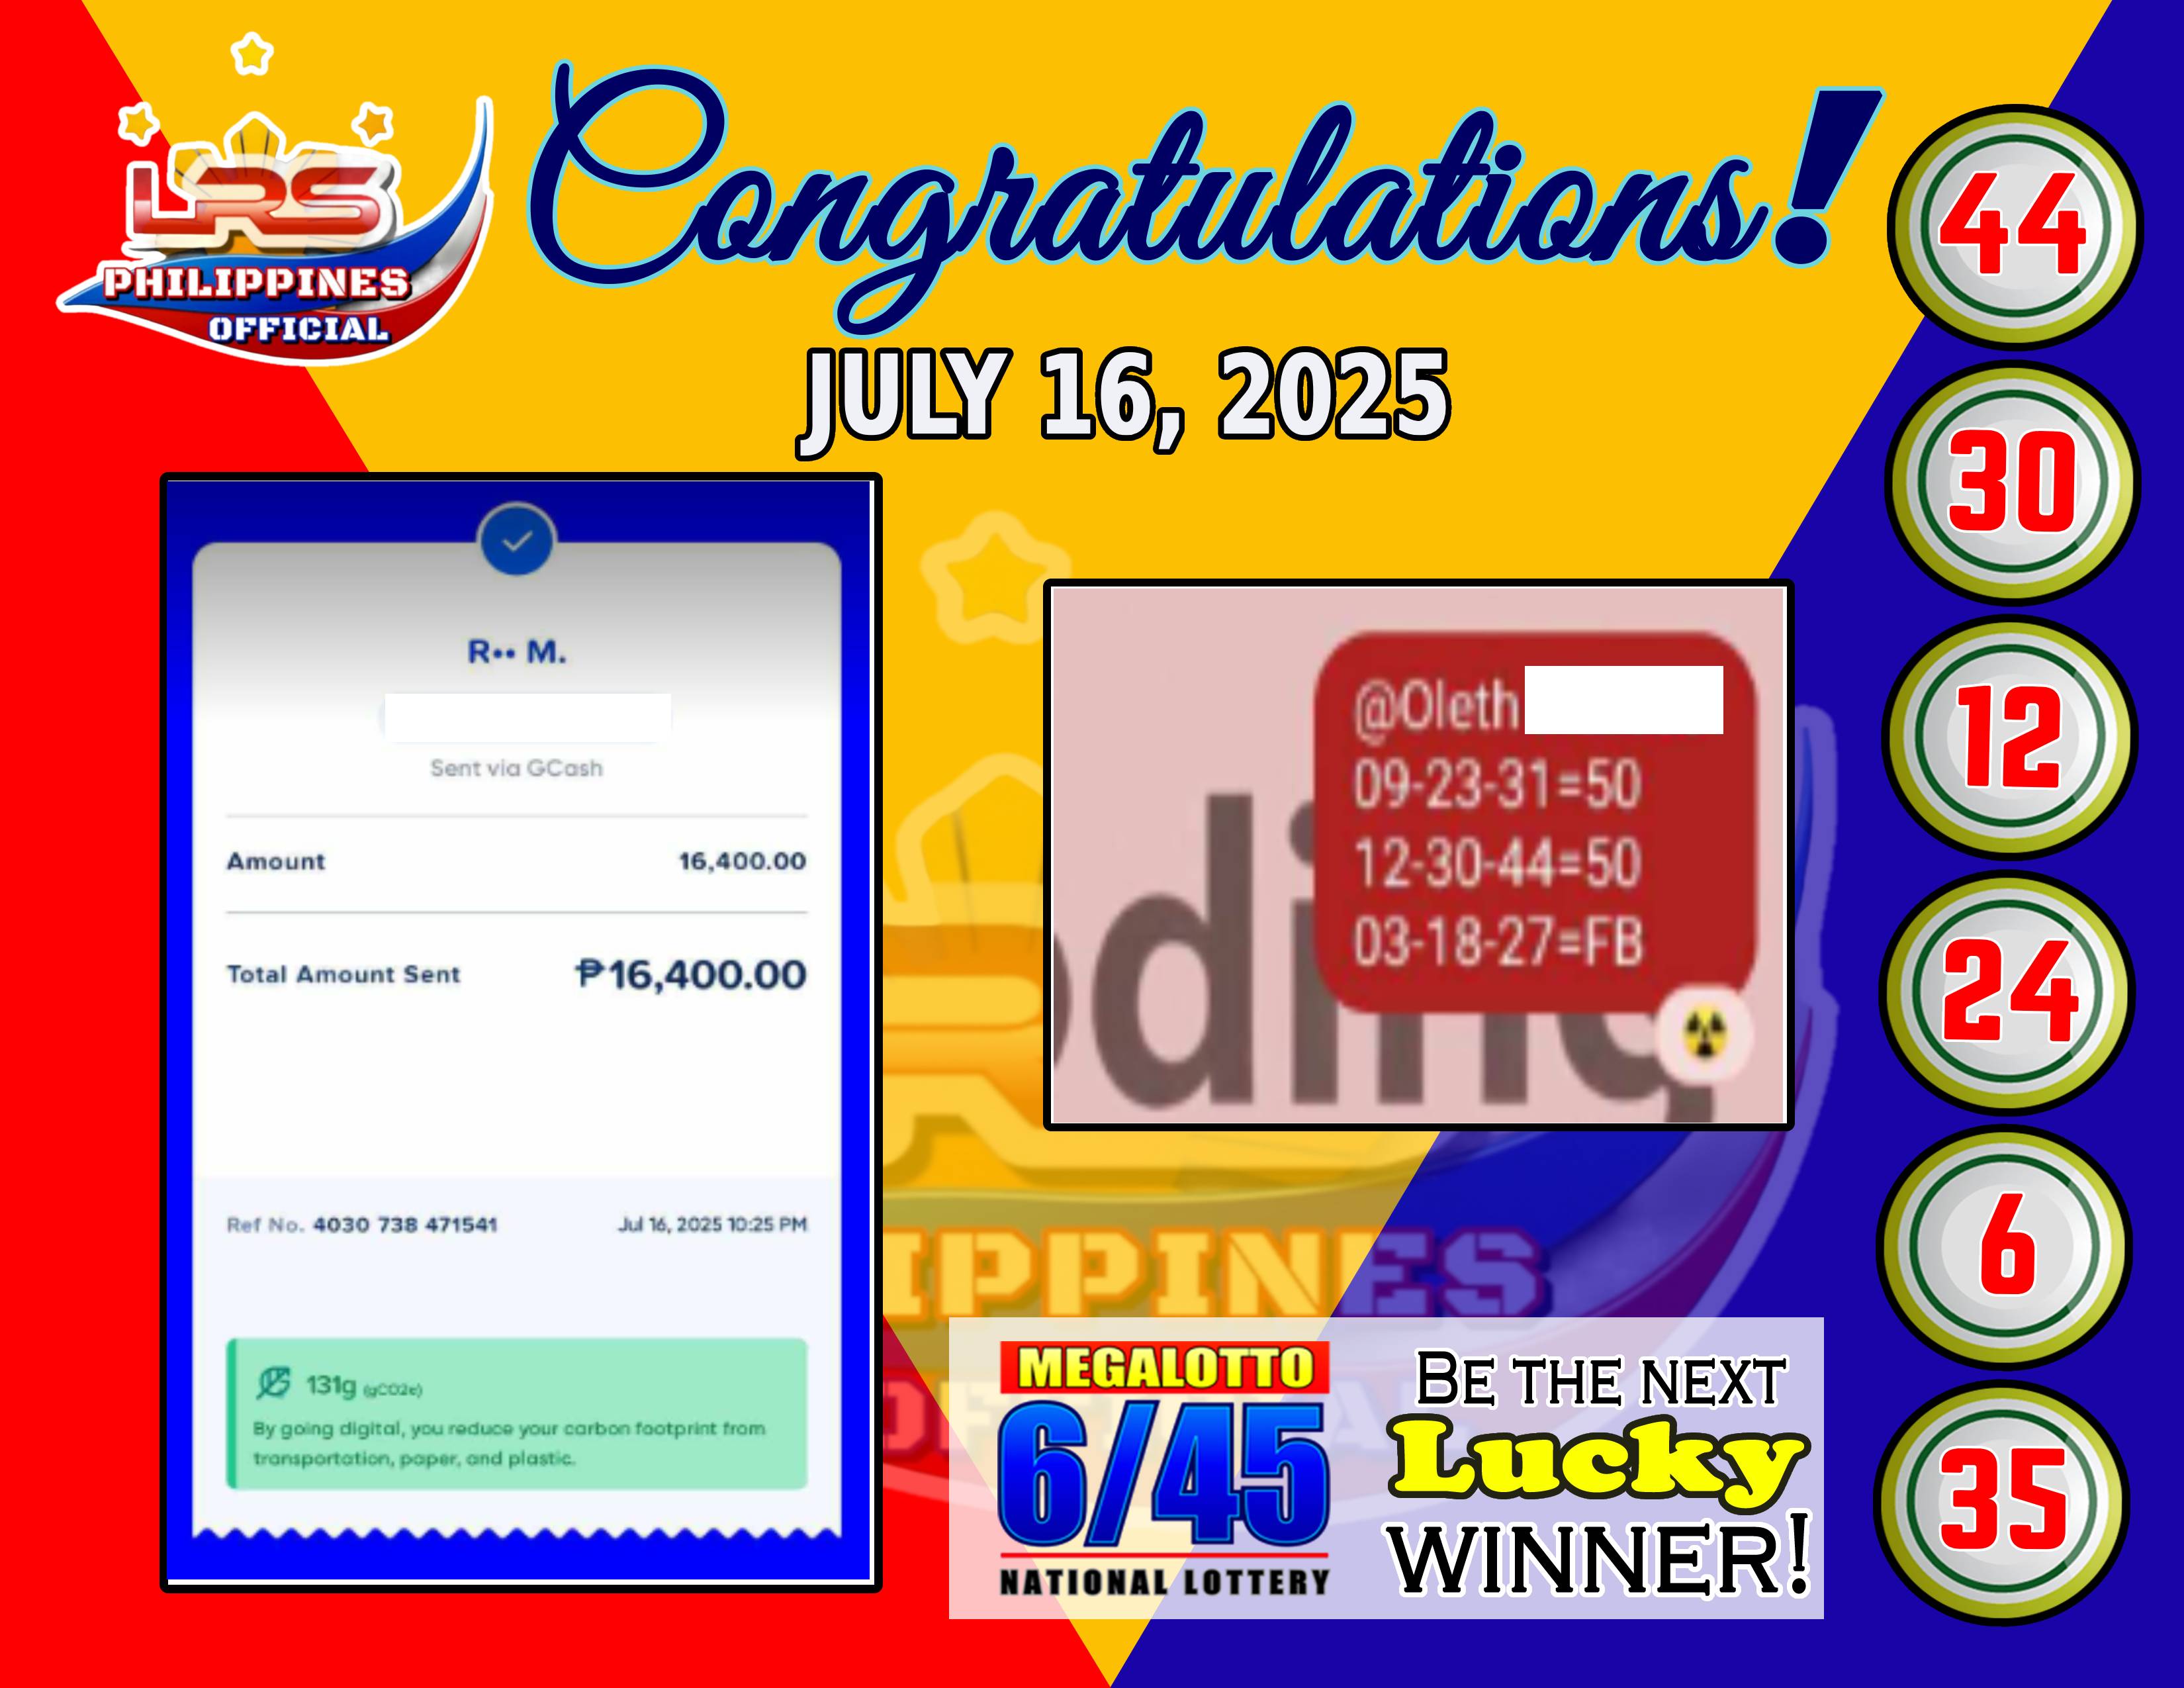 LRS
PHILIPPINES
OFFICIAL
Congratulations!
JULY 16, 2025
R•• M.
Sent via GCash
Amount 16,400.00
Total Amount Sent ₱16,400.00
Ref No. 4030 738 471541 Jul 16, 2025 10:25 PM
131g (gCO2e)
By going digital, you reduce your carbon footprint from
transportation, paper, and plastic.
@Oleth
09-23-31=50
12-30-44=50
03-18-27=FB
ding
IPPINES
MEGALOTTO
6/45
NATIONAL LOTTERY
BE THE NEXT
Lucky
WINNER!
44
30
12
24
6
35